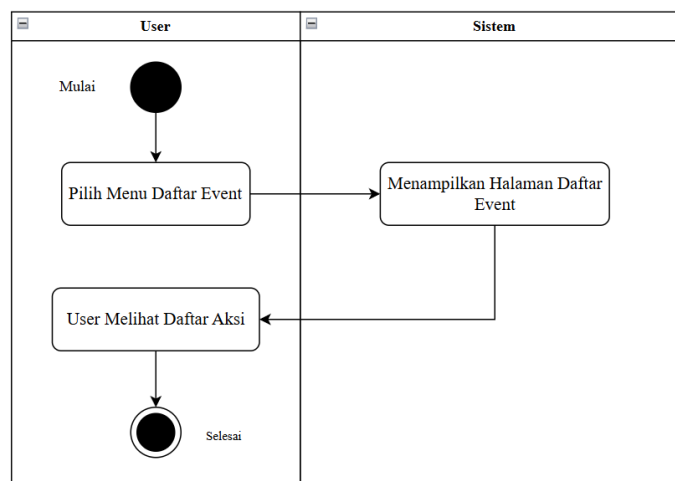 User
Sistem
Mulai
Pilih Menu Daftar Event
Menampilkan Halaman Daftar
Event
User Melihat Daftar Aksi
Selesai